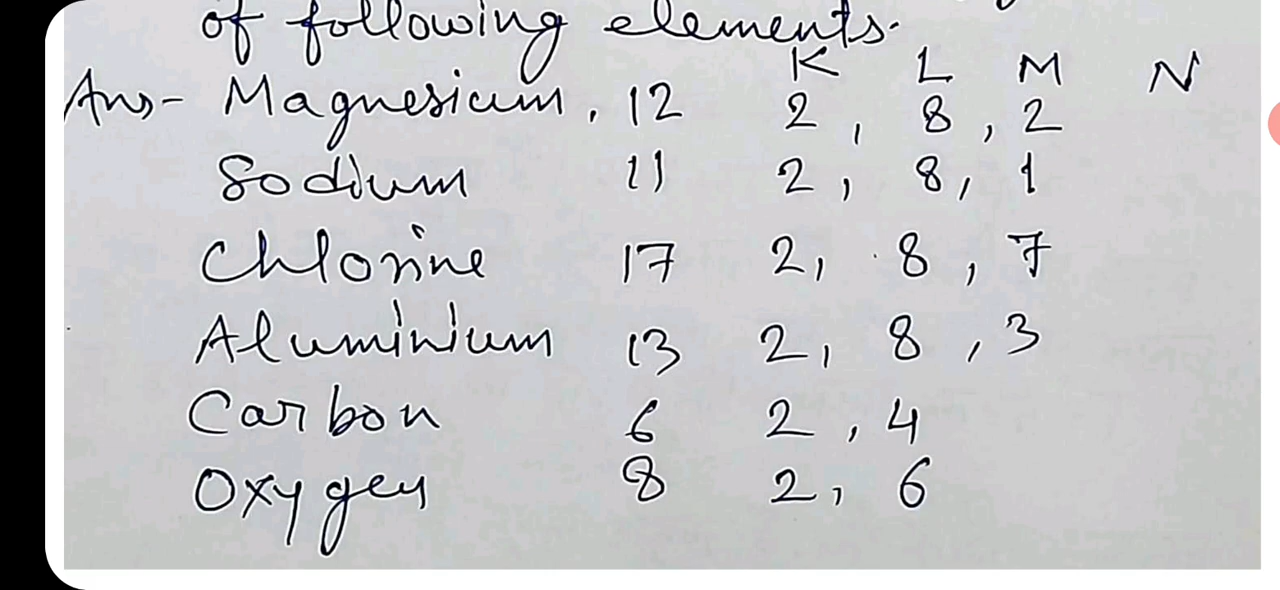 of following elements.
K L M N
Ans- Magnesium. 12 2, 8, 2
Sodium 11 2, 8, 1
Chlorine 17 2, 8, 7
Aluminium 13 2, 8, 3
Carbon 6 2, 4
Oxygen 8 2, 6